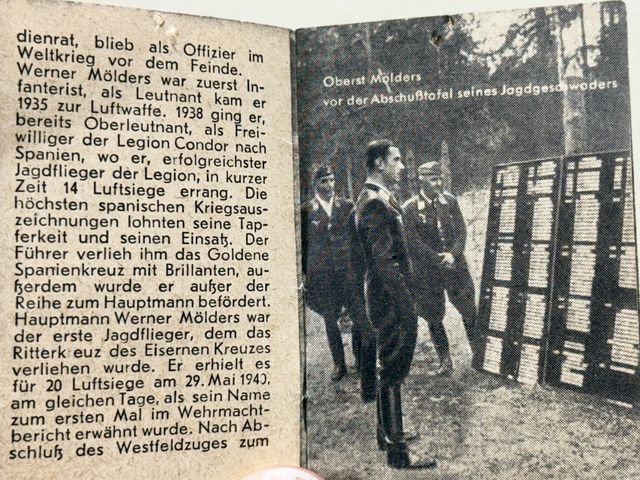 dienrat, blieb als Offizier im
Weltkrieg vor dem Feinde.
Werner Mölders war zuerst In-
fanterist, als Leutnant kam er
1935 zur Luftwaffe. 1938 ging er,
bereits Oberleutnant, als Frei-
williger der Legion Condor nach
Spanien, wo er, erfolgreichster
Jagdflieger der Legion, in kurzer
Zeit 14 Luftsiege errang. Die
höchsten spanischen Kriegsaus-
zeichnungen lohnten seine Tap-
ferkeit und seinen Einsatz. Der
Führer verlieh ihm das Goldene
Spanienkreuz mit Brillanten, au-
ßerdem wurde er außer der
Reihe zum Hauptmann befördert.
Hauptmann Werner Mölders war
der erste Jagdflieger, dem das
Ritterk euz des Eisernen Kreuzes
verliehen wurde. Er erhielt es
für 20 Luftsiege am 29. Mai 1940,
am gleichen Tage, als sein Name
zum ersten Mal im Wehrmacht-
bericht erwähnt wurde. Nach Ab-
schluß des Westfeldzuges zum
Oberst Mölders
vor der Abschußtafel seines Jagdgeschwaders